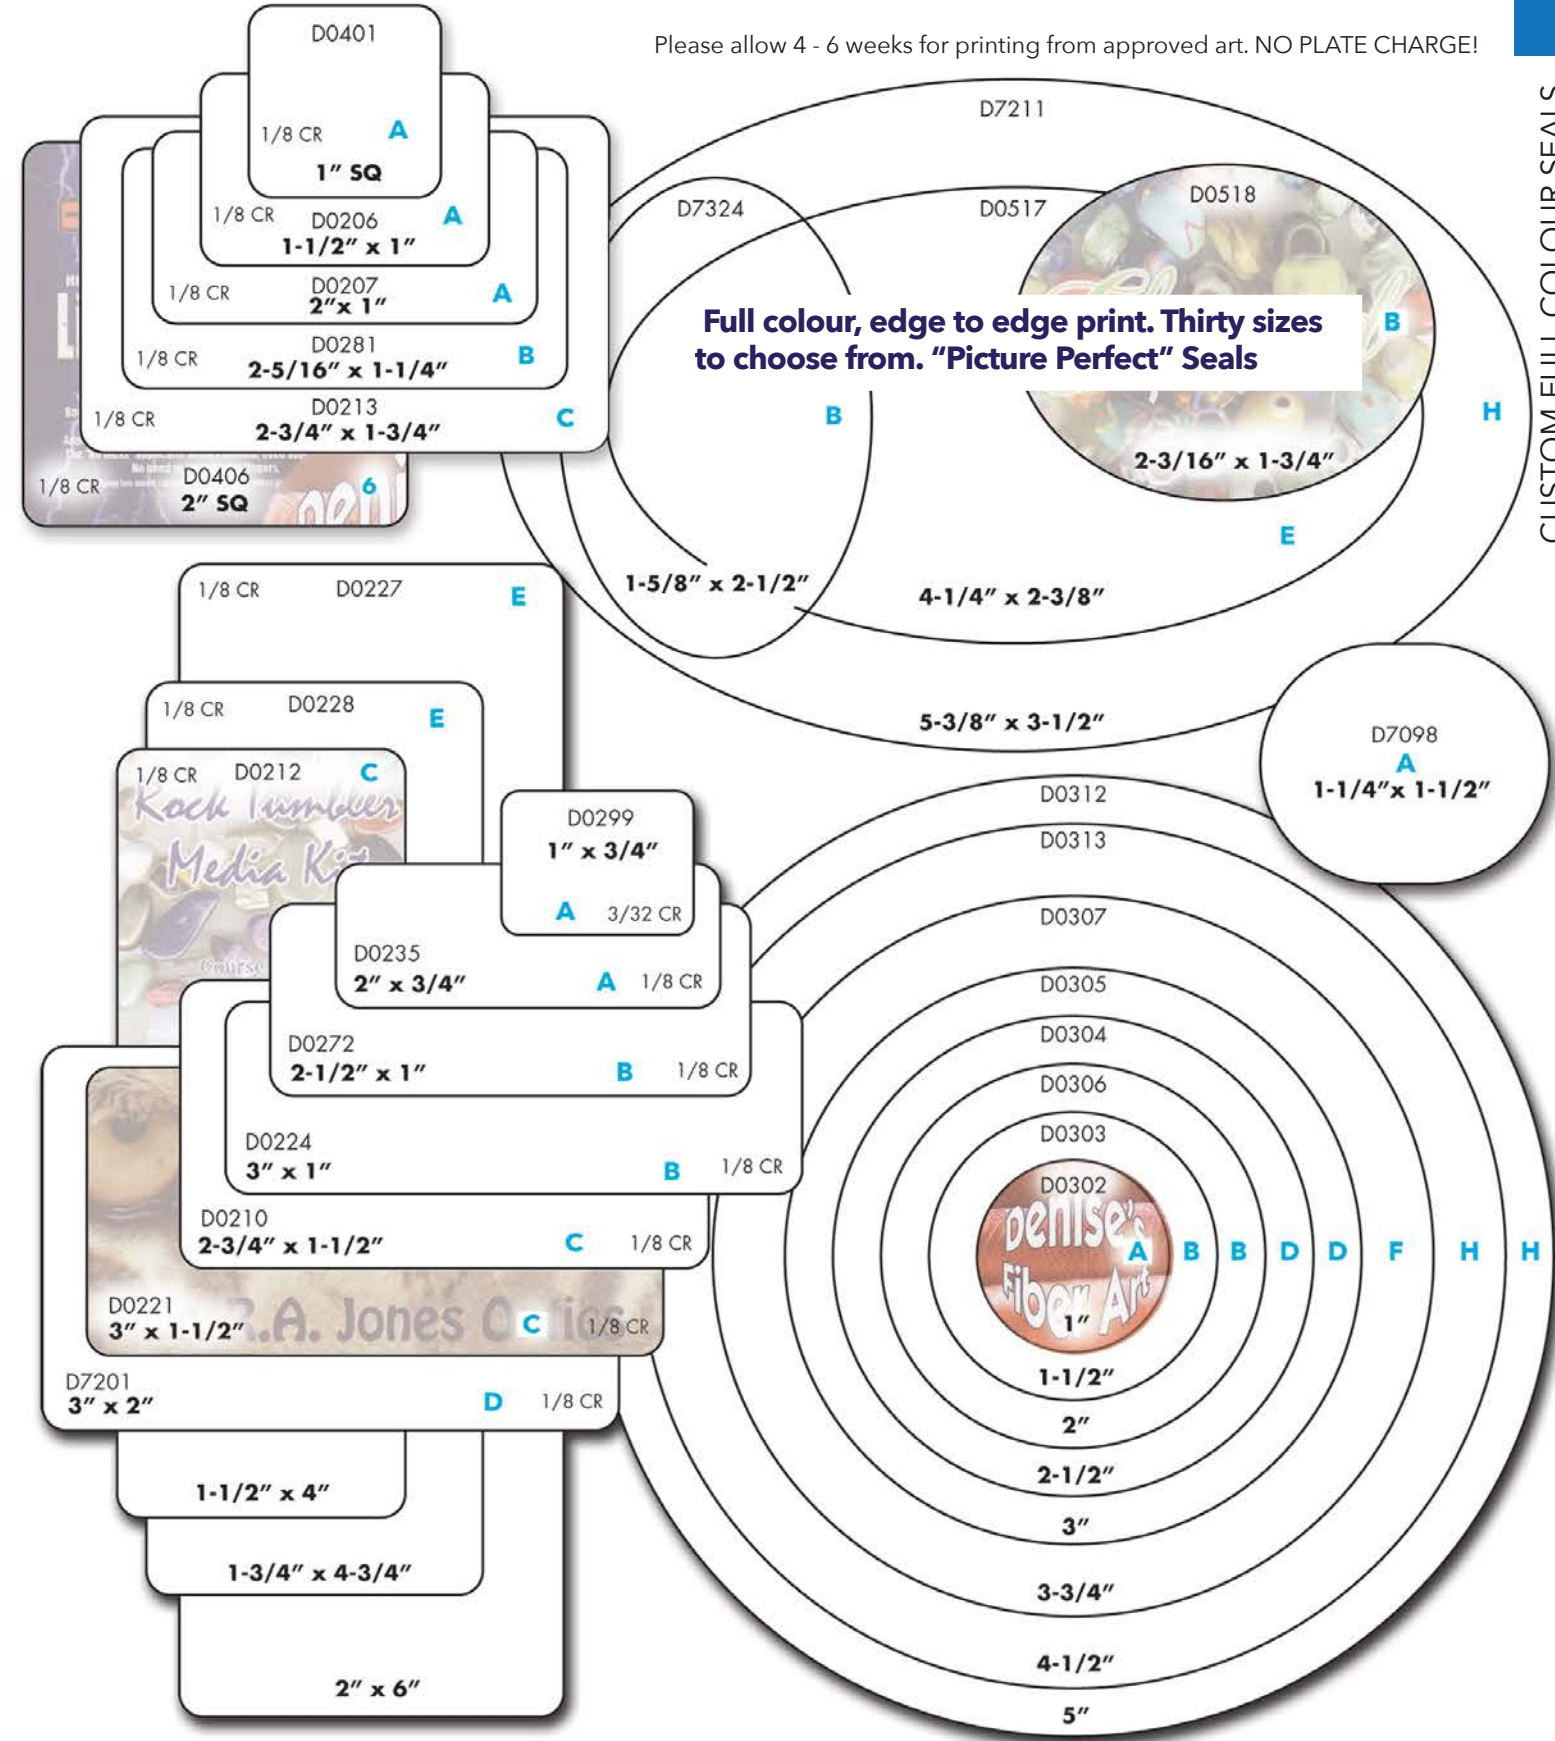 Please allow 4 - 6 weeks for printing from approved art. NO PLATE CHARGE!
CUSTOM FULL COLOUR SEALS
D0401
1/8 CR A
1" SQ
1/8 CR D0206 A
1-1/2" x 1"
1/8 CR D0207 A
2"x 1"
1/8 CR D0281 B
2-5/16" x 1-1/4"
1/8 CR D0213 C
2-3/4" x 1-3/4"
1/8 CR D0406 6
2" SQ
D7211
D7324
D0517
D0518
Full colour, edge to edge print. Thirty sizes
to choose from. “Picture Perfect” Seals
B
B
H
2-3/16" x 1-3/4"
E
1-5/8" x 2-1/2"
4-1/4" x 2-3/8"
5-3/8" x 3-1/2"
D7098
A
1-1/4"x 1-1/2"
1/8 CR D0227 E
1/8 CR D0228 E
1/8 CR D0212 C
Rock Tumbler
Media Kit
Course
D0299
1" x 3/4"
A 3/32 CR
D0235
2" x 3/4" A 1/8 CR
D0272
2-1/2" x 1" B 1/8 CR
D0224
3" x 1" B 1/8 CR
D0210
2-3/4" x 1-1/2" C 1/8 CR
D0221
3" x 1-1/2" R.A. Jones C 1/8 CR
D7201
3" x 2" D 1/8 CR
1-1/2" x 4"
1-3/4" x 4-3/4"
2" x 6"
D0312
D0313
D0307
D0305
D0304
D0306
D0303
D0302
Denise's
Fiber Art
A B B D D F H H
1"
1-1/2"
2"
2-1/2"
3"
3-3/4"
4-1/2"
5"